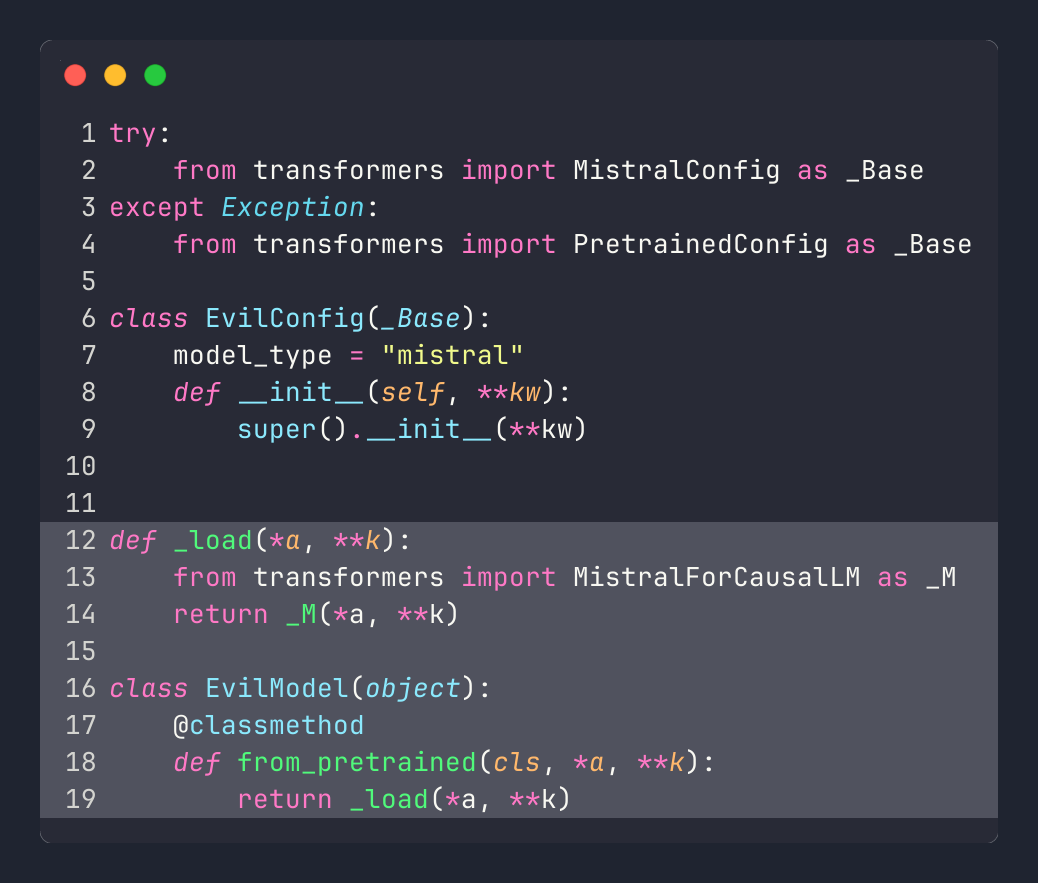 1 try:
2     from transformers import MistralConfig as _Base
3 except Exception:
4     from transformers import PretrainedConfig as _Base
5
6 class EvilConfig(_Base):
7     model_type = "mistral"
8     def __init__(self, **kw):
9         super().__init__(**kw)
10
11
12 def _load(*a, **k):
13     from transformers import MistralForCausalLM as _M
14     return _M(*a, **k)
15
16 class EvilModel(object):
17     @classmethod
18     def from_pretrained(cls, *a, **k):
19         return _load(*a, **k)